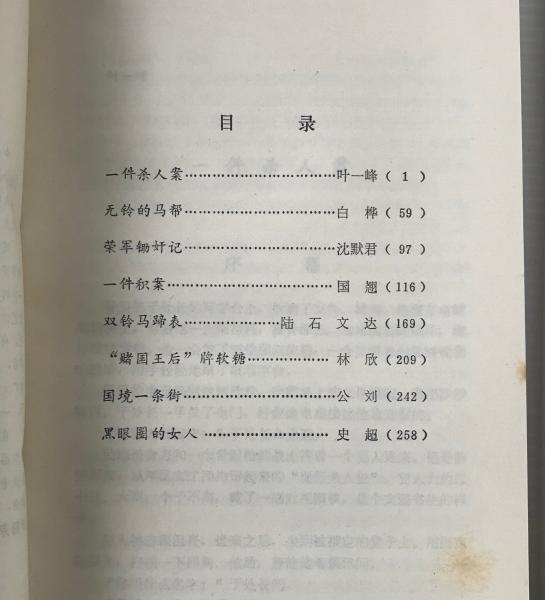 目 录
一件杀人案……………………………叶一峰(1)
无铃的马帮……………………………白 桦(59)
荣军锄奸记……………………………沈默君(97)
一件积案………………………………国 翘(116)
双铃马蹄表…………………陆 石 文 达(169)
“赌国王后”牌软糖………………林 欣(209)
国境一条街……………………………公 刘(242)
黑眼圈的女人…………………………史 超(258)